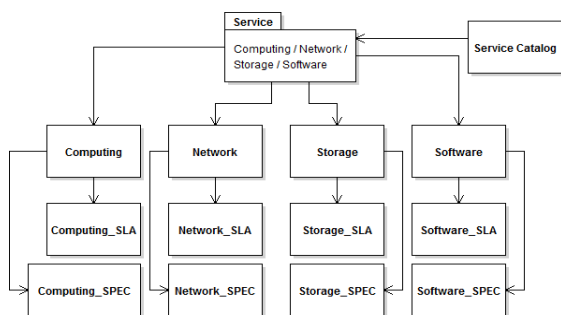 Service
Computing / Network /
Storage / Software
Service Catalog
Computing
Network
Storage
Software
Computing_SLA
Network_SLA
Storage_SLA
Software_SLA
Computing_SPEC
Network_SPEC
Storage_SPEC
Software_SPEC